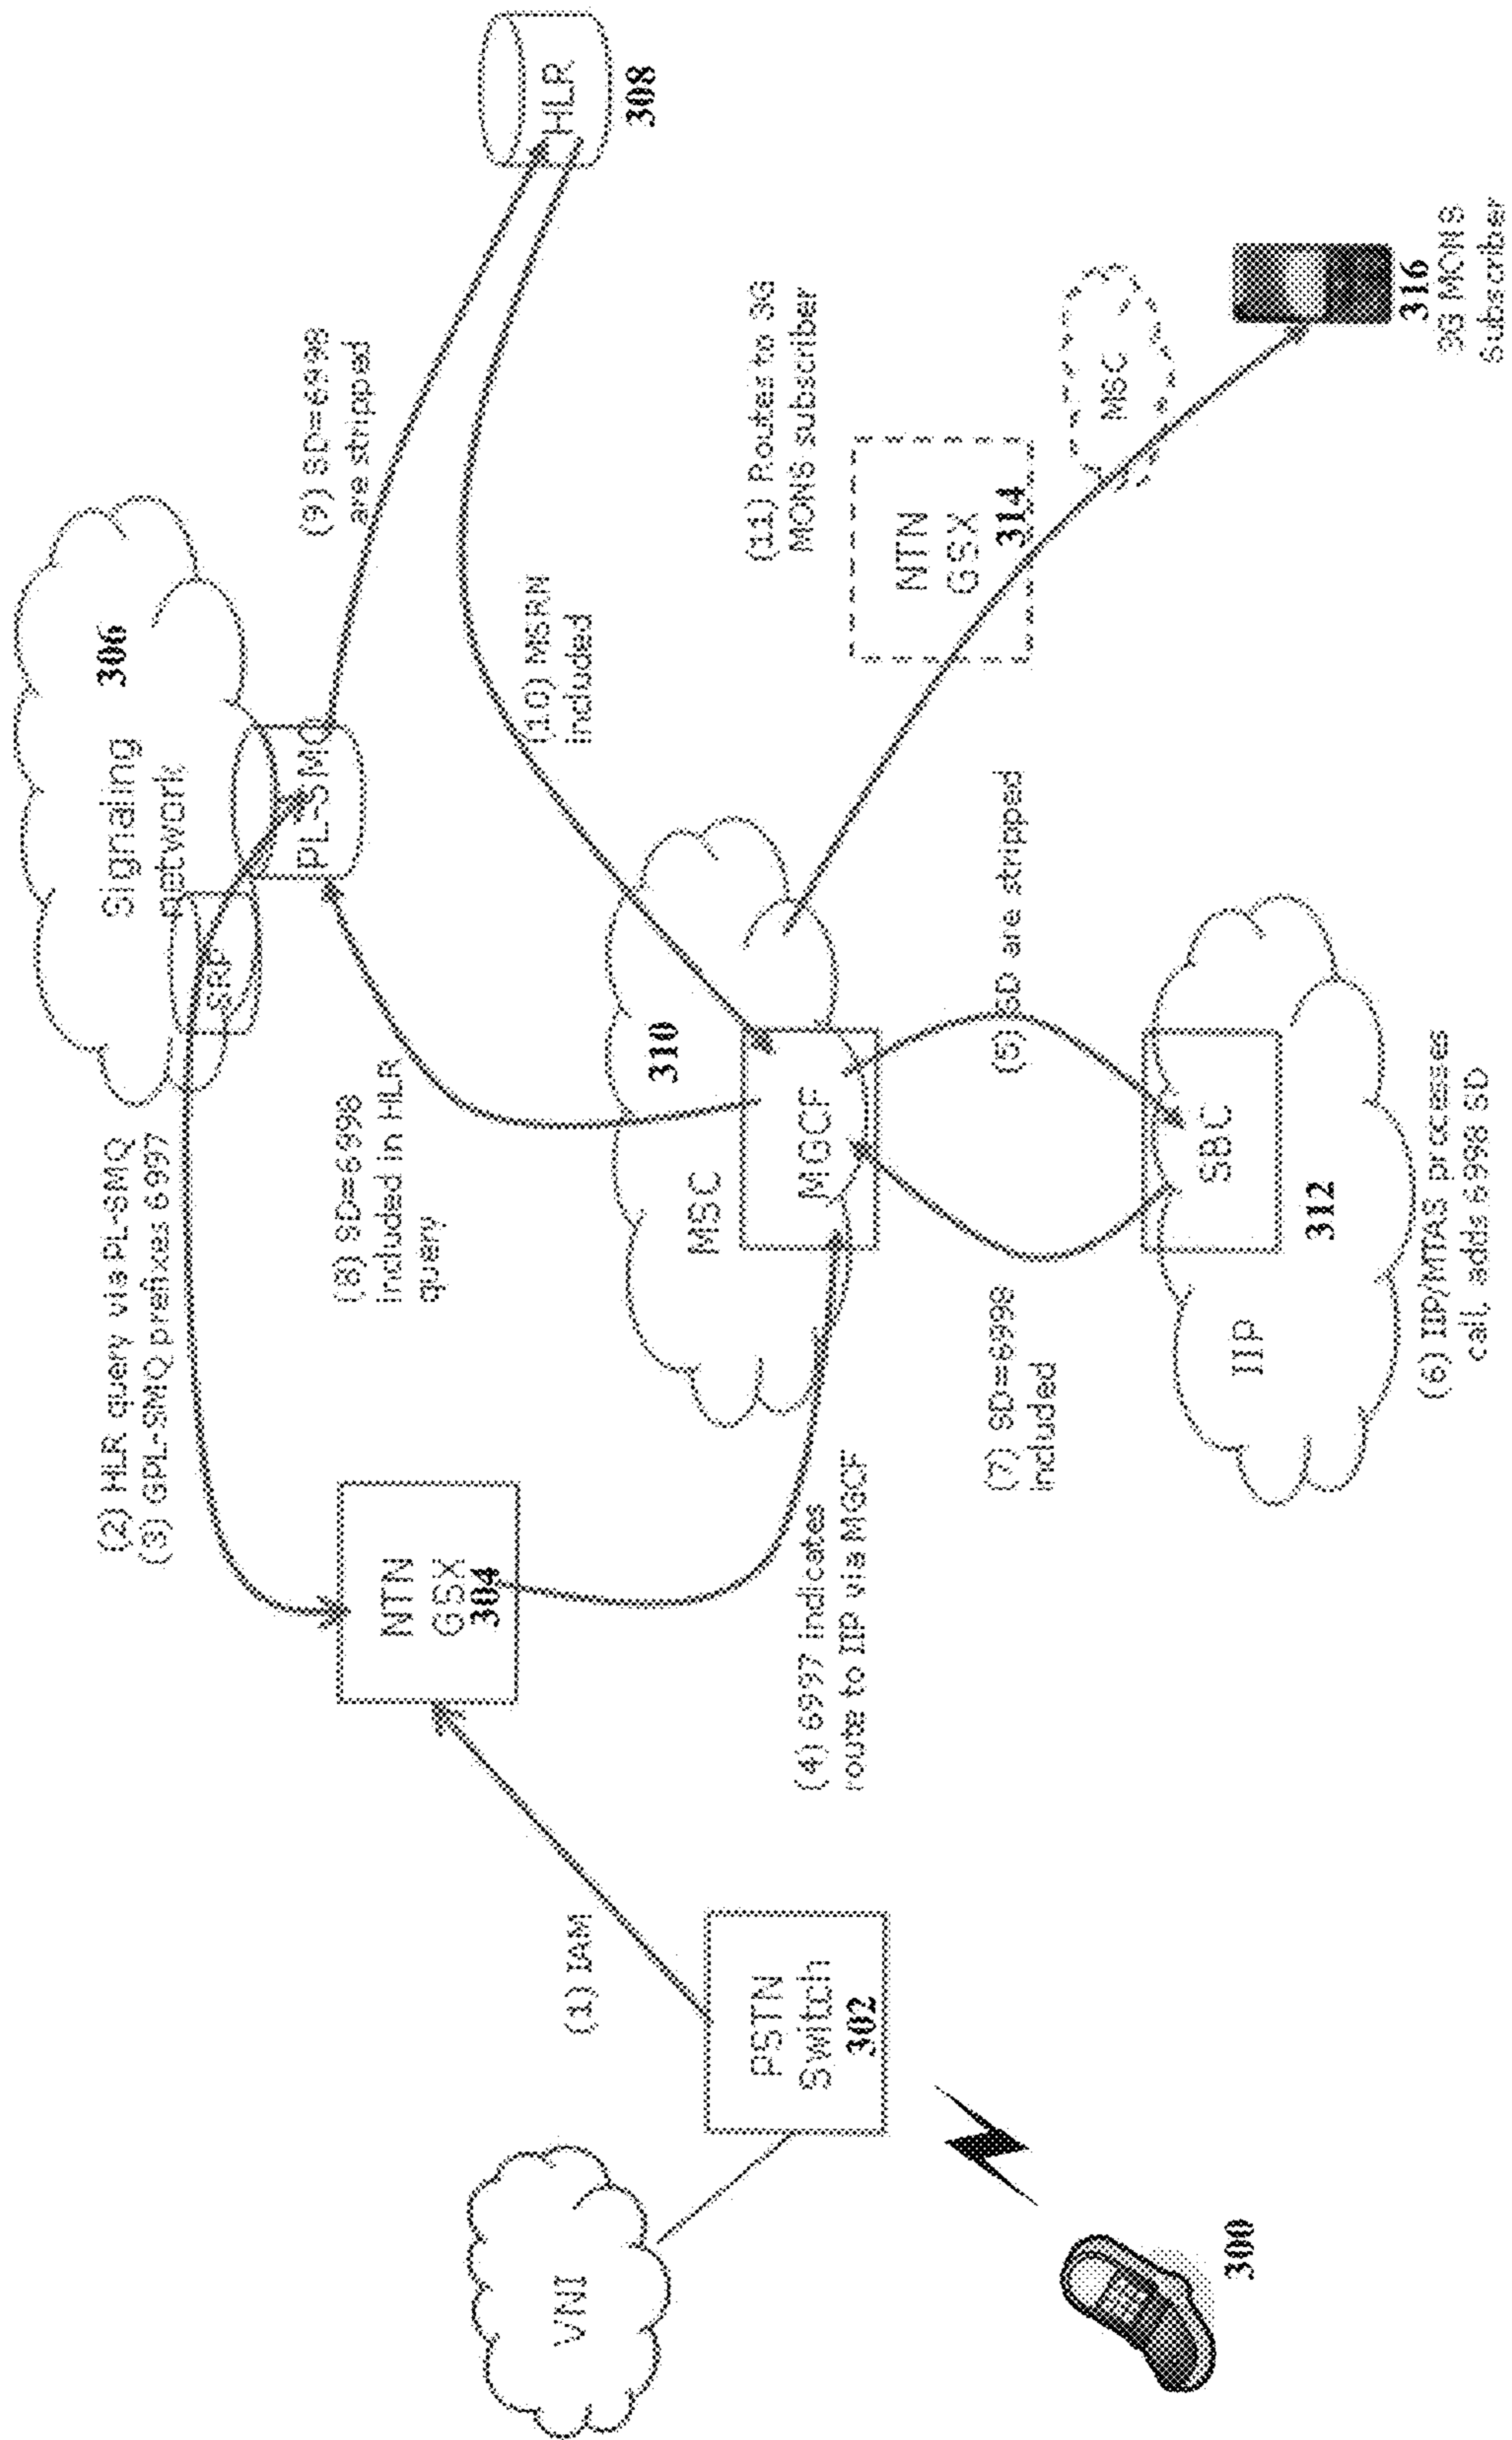 Signaling
network
306
SRP
PL-SMQ
HLR
308
(2) HLR query via PL-SMQ
(3) GPL-SMQ prefixes 6997
(9) SD=6998
are stripped
(8) SD=6998
included in HLR
query
(10) MSRN
included
NTN
GSX
304
VNI
(1) IAM
PSTN
Switch
302
300
(4) 6997 indicates
route to IIP via MGCF
MSC
310
MGCF
(11) Routes to 3G
MONS subscriber
NTN
GSX
314
MSC
316
3G MONS
Subscriber
(5) SD are stripped
(7) SD=6998
included
SBC
IIP
312
(6) IIP/MTAS processes
call, adds 6998 SD